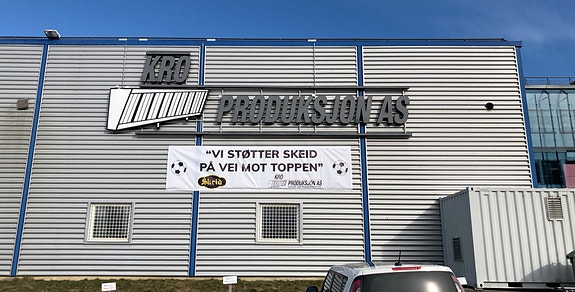 KRO
PRODUKSJON AS
“VI STØTTER SKEID
PÅ VEI MOT TOPPEN”
Skeid
KRO
PRODUKSJON AS